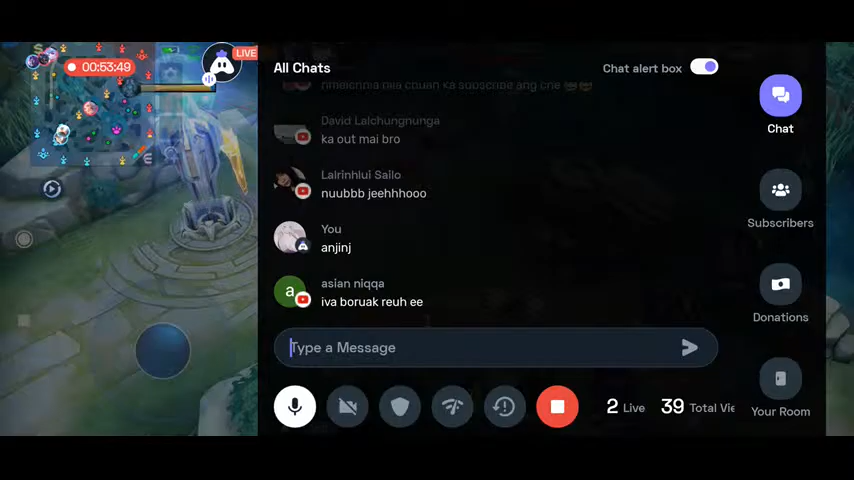 LIVE
00:53:49
All Chats
Chat alert box
David Lalchungnunga
ka out mai bro
Lairinhlui Sailo
nuubbb jeehhhooo
You
anjinj
a
asian niqqa
iva boruak reuh ee
Type a Message
2 Live
39 Total Vie
Chat
Subscribers
Donations
Your Room